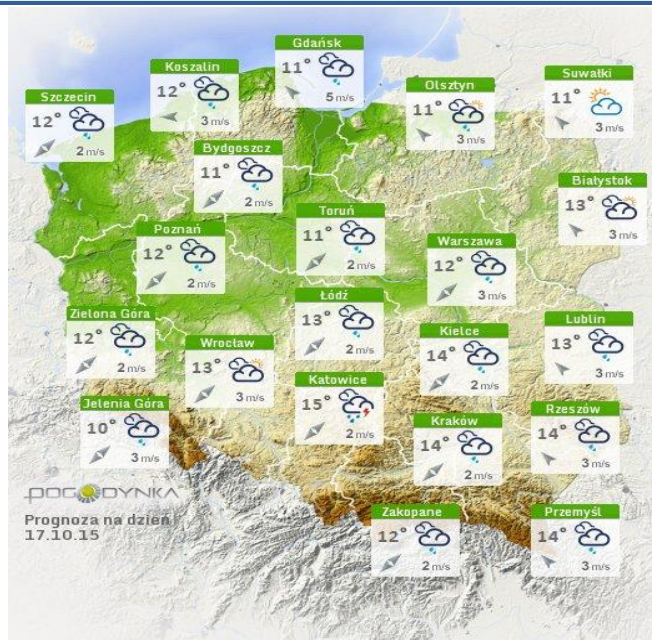 Gdańsk
11° 5 m/s
Koszalin
12° 3 m/s
Suwałki
11° 3 m/s
Olsztyn
11° 3 m/s
Szczecin
12° 2 m/s
Bydgoszcz
11° 2 m/s
Białystok
13° 3 m/s
Toruń
11° 2 m/s
Poznań
12° 2 m/s
Warszawa
12° 3 m/s
Łódź
13° 2 m/s
Zielona Góra
12° 2 m/s
Lublin
13° 3 m/s
Kielce
14° 2 m/s
Wrocław
13° 3 m/s
Katowice
15° 2 m/s
Jelenia Góra
10° 3 m/s
Rzeszów
14° 3 m/s
Kraków
14° 2 m/s
POGODYNKA
Prognoza na dzień
17.10.15
Zakopane
12° 2 m/s
Przemyśl
14° 3 m/s